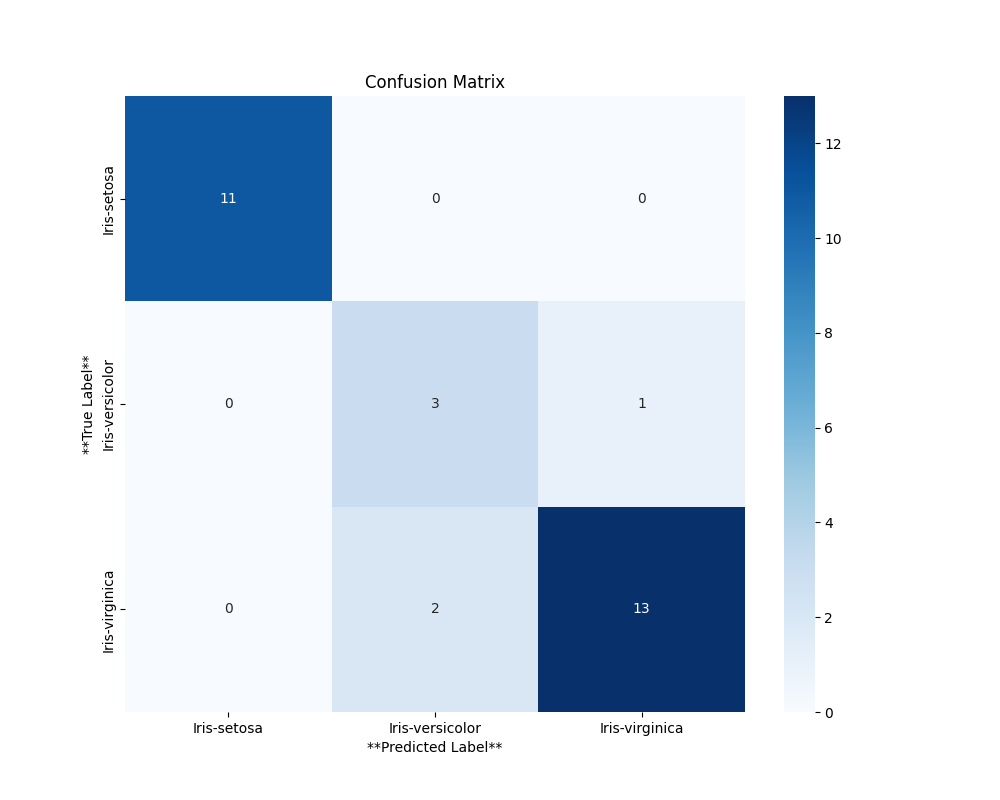 Confusion Matrix
**True Label**
Iris-setosa
11 0 0
Iris-versicolor
0 3 1
Iris-virginica
0 2 13
Iris-setosa Iris-versicolor Iris-virginica
**Predicted Label**
12
10
8
6
4
2
0